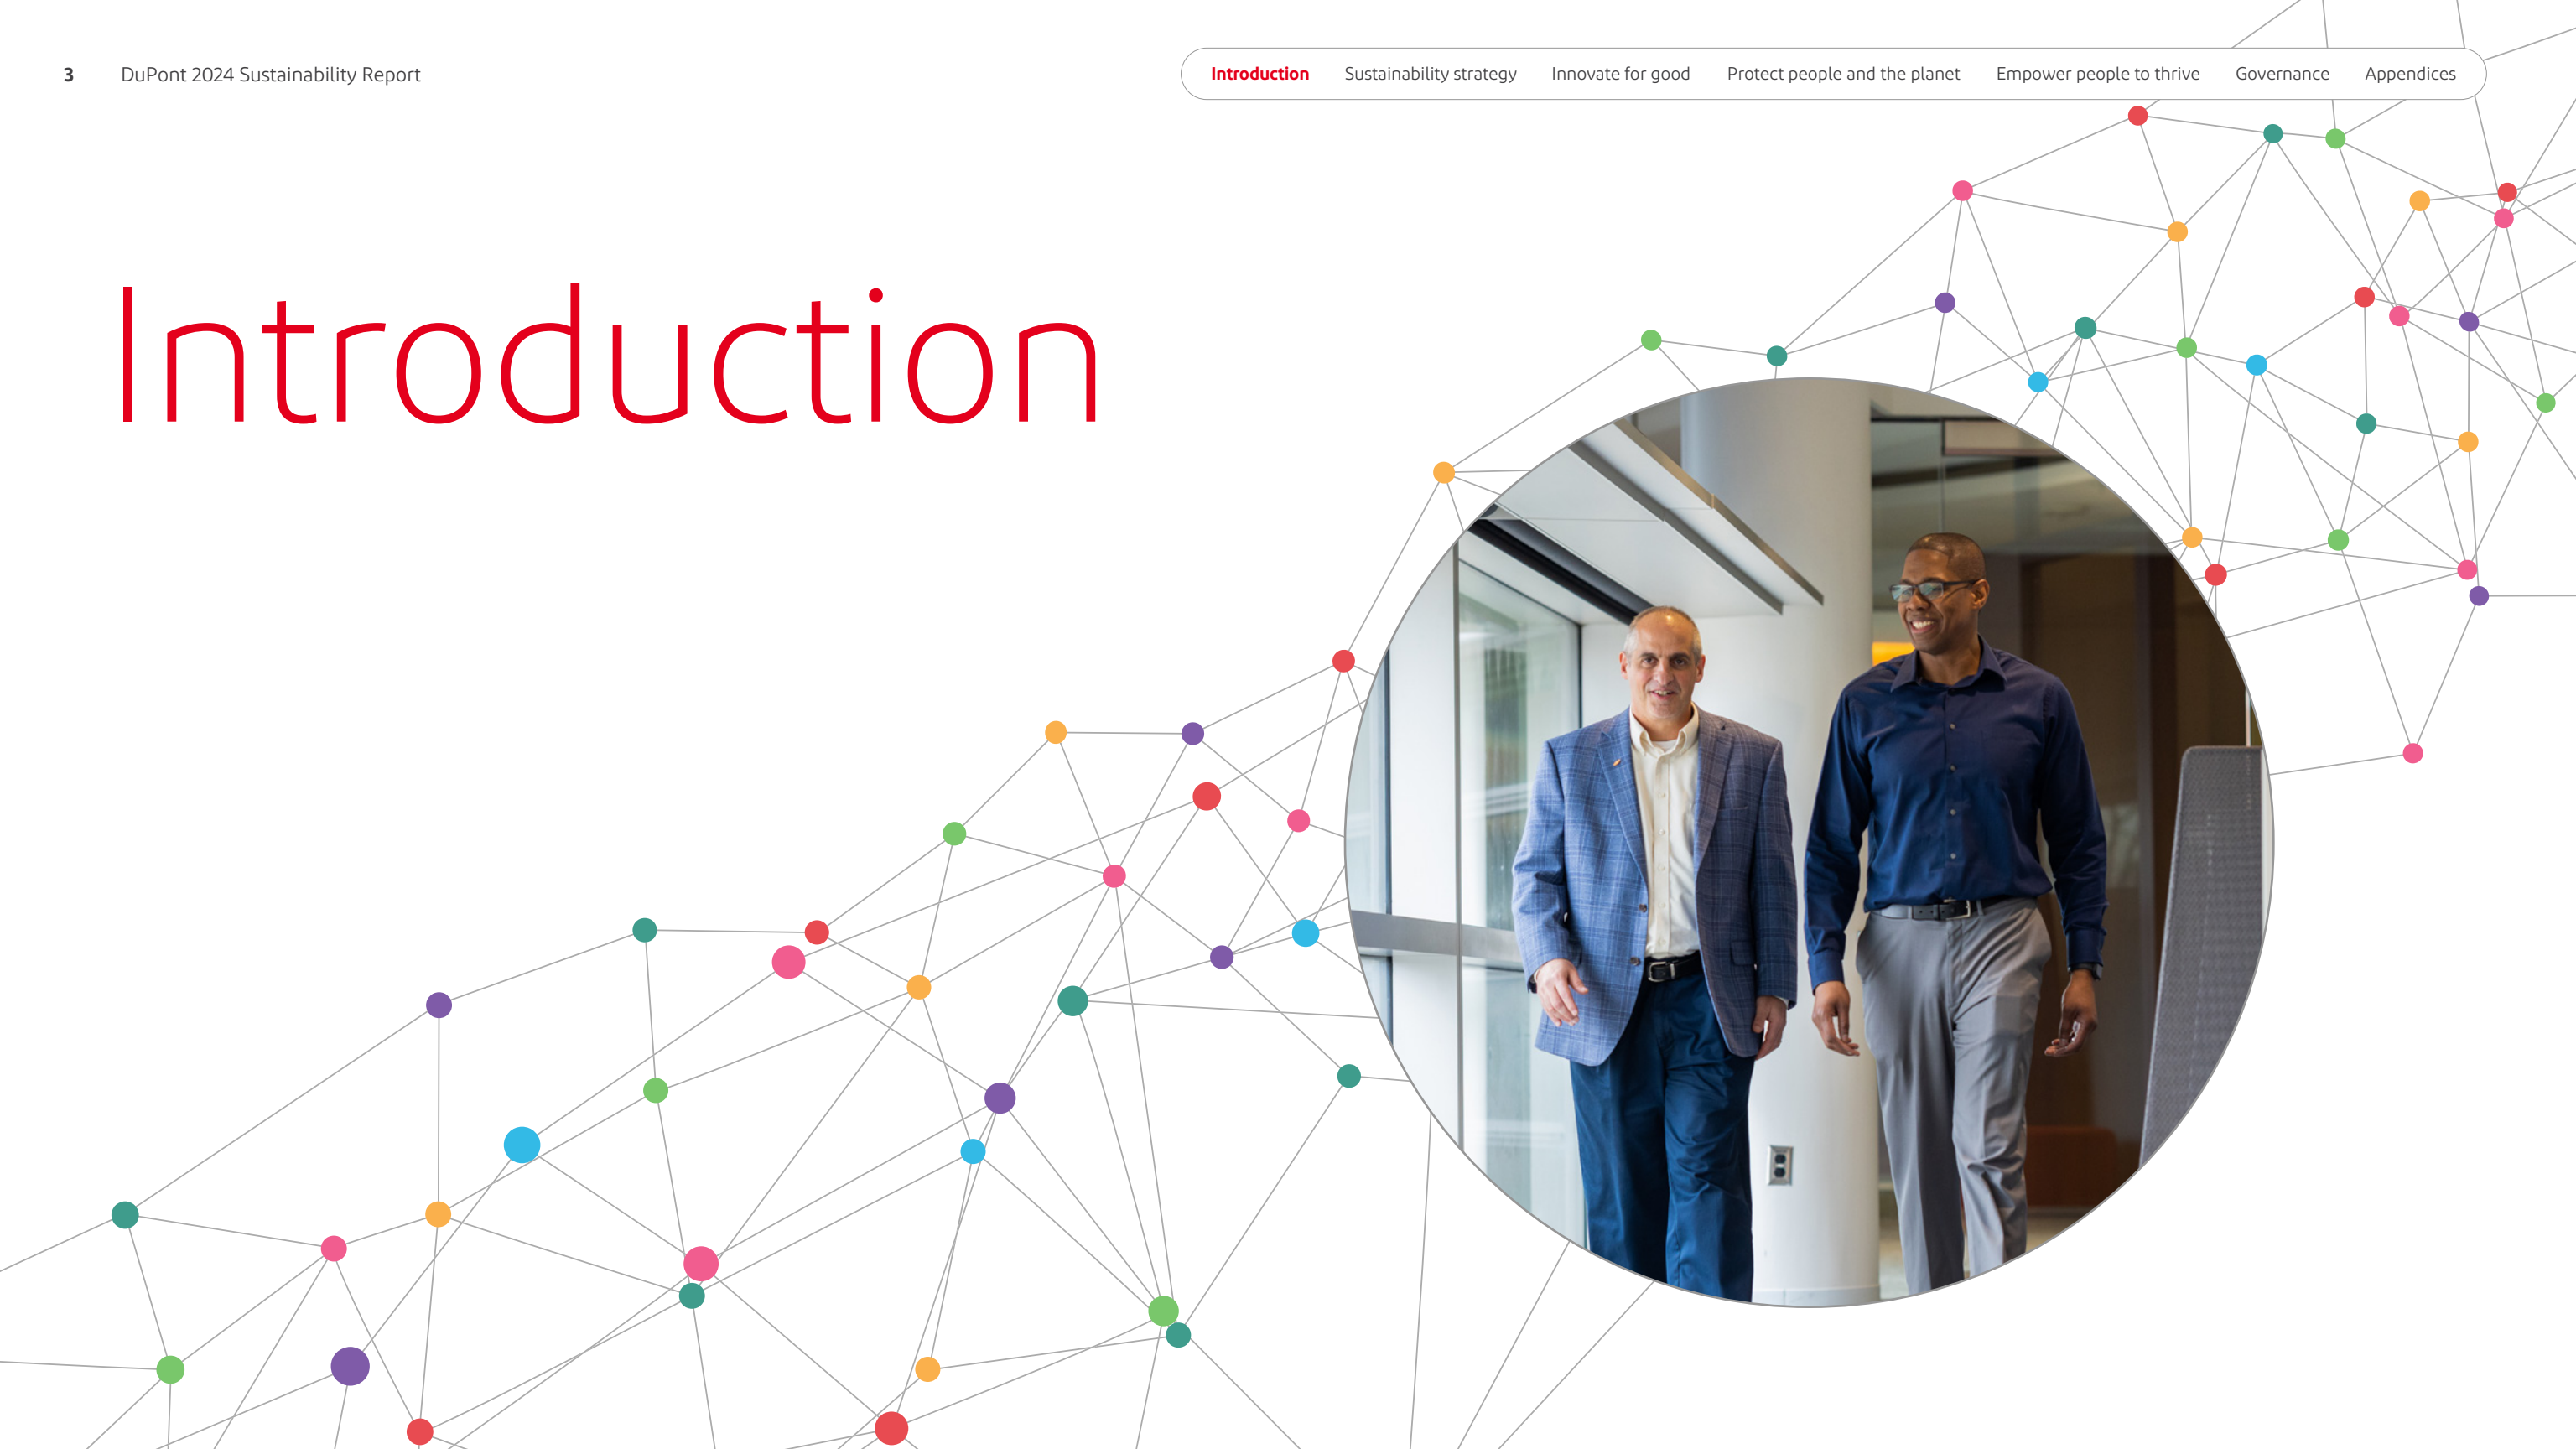 3 DuPont 2024 Sustainability Report
Introduction Sustainability strategy Innovate for good Protect people and the planet Empower people to thrive Governance Appendices
Introduction